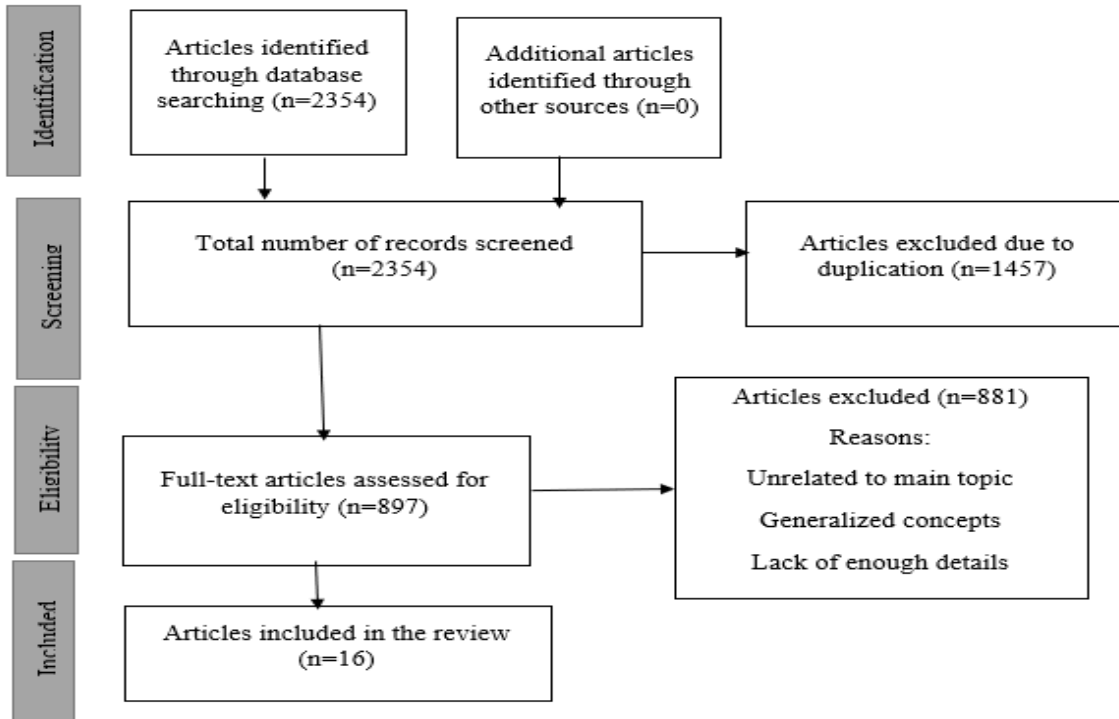 Identification
Articles identified
through database
searching (n=2354)
Additional articles
identified through
other sources (n=0)
Screening
Total number of records screened
(n=2354)
Articles excluded due to
duplication (n=1457)
Eligibility
Full-text articles assessed for
eligibility (n=897)
Articles excluded (n=881)
Reasons:
Unrelated to main topic
Generalized concepts
Lack of enough details
Included
Articles included in the review
(n=16)